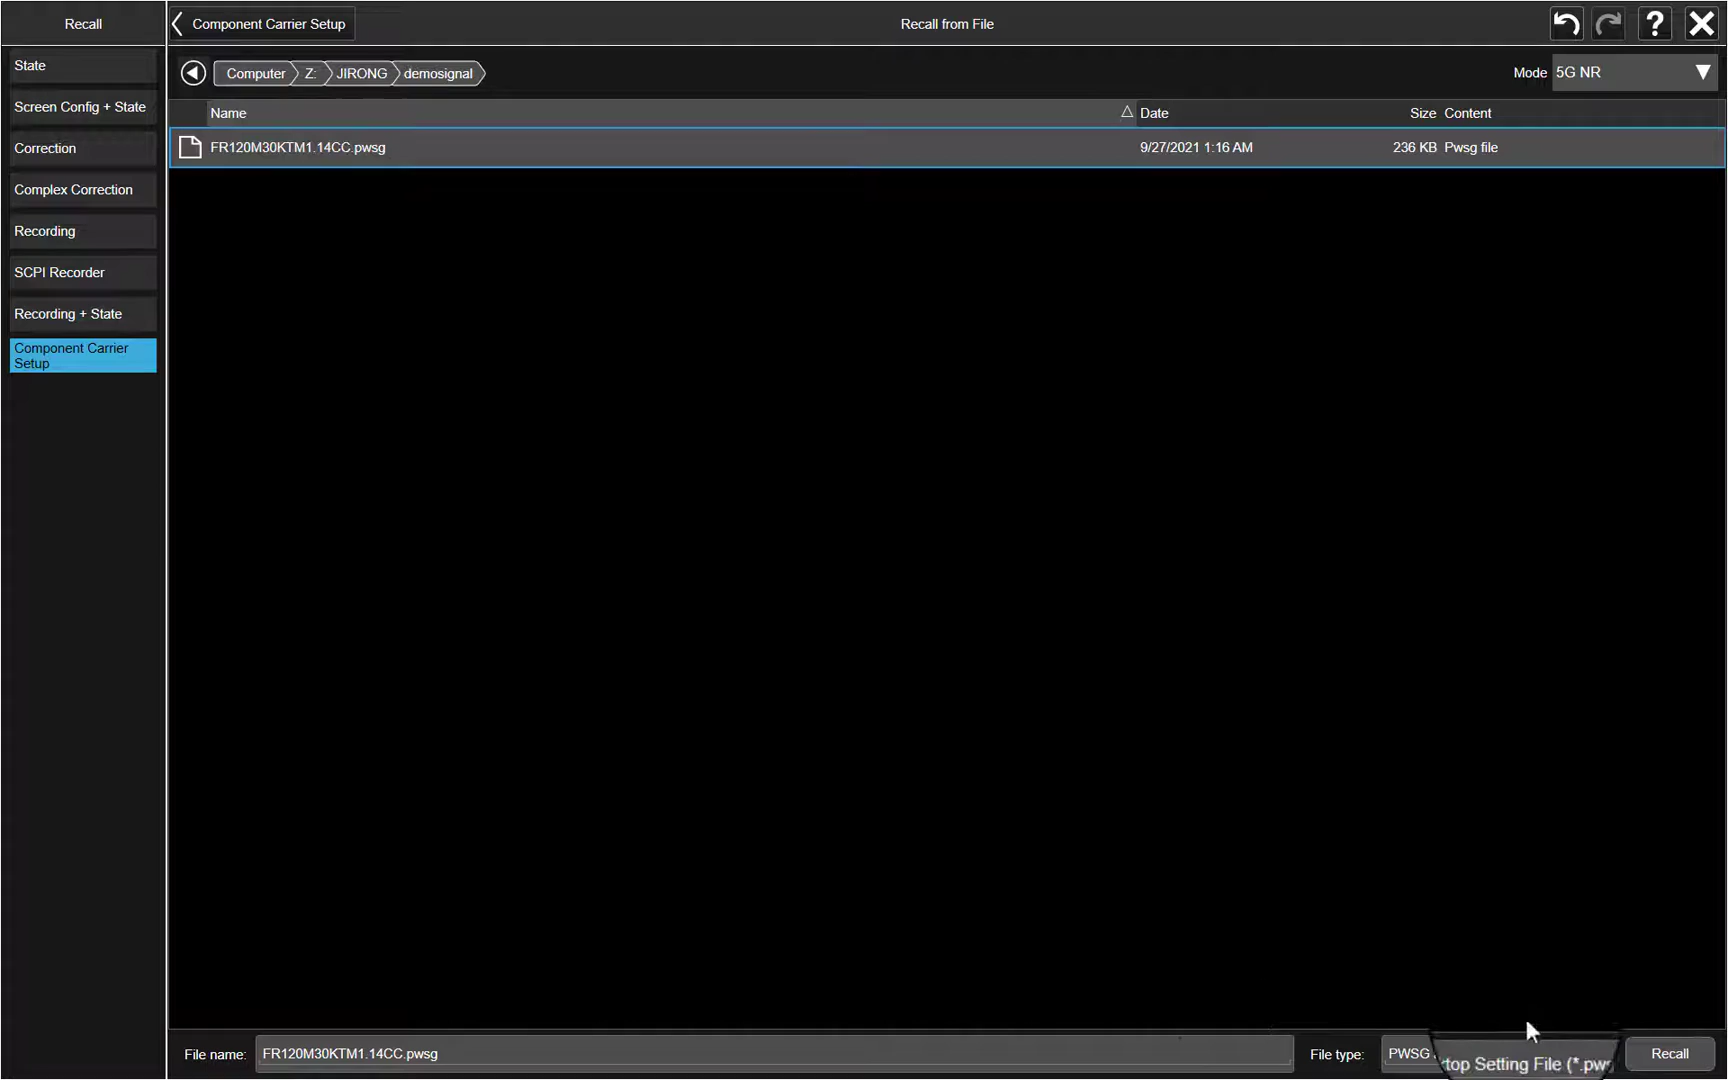 Recall
Component Carrier Setup
Recall from File
?
State
Screen Config + State
Correction
Complex Correction
Recording
SCPI Recorder
Recording + State
Component Carrier
Setup
Computer Z: JIRONG demosignal
Mode 5G NR
Name Date Size Content
FR120M30KTM1.14CC.pwsg 9/27/2021 1:16 AM 236 KB Pwsg file
File name: FR120M30KTM1.14CC.pwsg
File type: PWSG top Setting File (*.pws
Recall